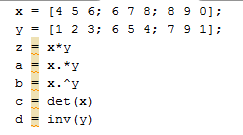 x = [4 5 6; 6 7 8; 8 9 0];
y = [1 2 3; 6 5 4; 7 9 1];
z = x*y
a = x.*y
b = x.^y
c = det(x)
d = inv(y)